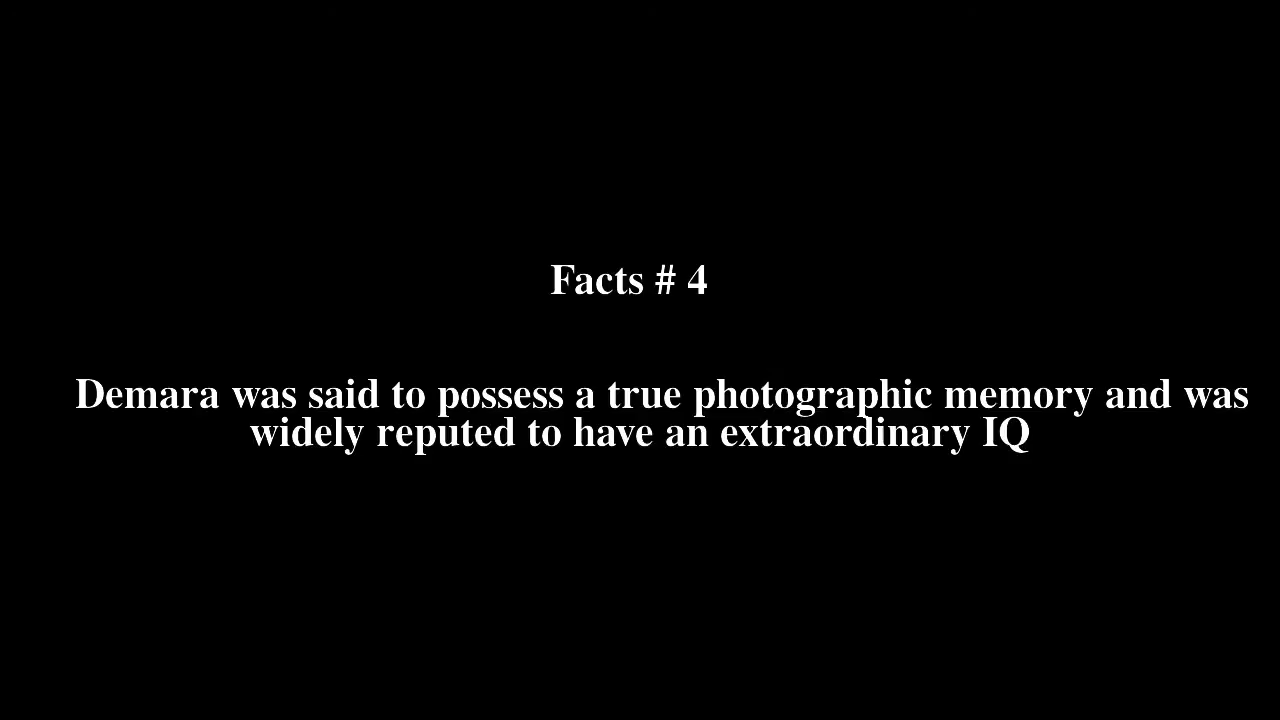 Facts # 4
Demara was said to possess a true photographic memory and was
widely reputed to have an extraordinary IQ